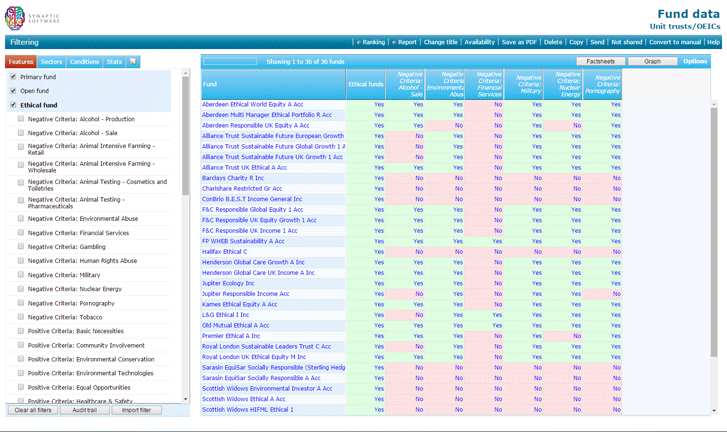 SYNAPTIC
SOFTWARE
Fund data
Unit trusts/OEICs
Filtering
Ranking Report Change title Availability Save as PDF Delete Copy Send Not shared Convert to manual Help
Features Sectors Conditions Stats
Primary fund
Open fund
Ethical fund
Negative Criteria: Alcohol - Production
Negative Criteria: Alcohol - Sale
Negative Criteria: Animal Intensive Farming -
Retail
Negative Criteria: Animal Intensive Farming -
Wholesale
Negative Criteria: Animal Testing - Cosmetics and
Toiletries
Negative Criteria: Animal Testing -
Pharmaceuticals
Negative Criteria: Environmental Abuse
Negative Criteria: Financial Services
Negative Criteria: Gambling
Negative Criteria: Human Rights Abuse
Negative Criteria: Military
Negative Criteria: Nuclear Energy
Negative Criteria: Pornography
Negative Criteria: Tobacco
Positive Criteria: Basic Necessities
Positive Criteria: Community Involvement
Positive Criteria: Environmental Conservation
Positive Criteria: Environmental Technologies
Positive Criteria: Equal Opportunities
Positive Criteria: Healthcare & Safety
Clear all filters Audit trail Import filter
Showing 1 to 36 of 36 funds
Factsheets Graph Options
Fund
Ethical funds
Negative
Criteria:
Alcohol -
Sale
Negative
Criteria:
Environmenta
Abuse
Negative
Criteria:
Financial
Services
Negative
Criteria:
Military
Negative
Criteria:
Nuclear
Energy
Negative
Criteria:
Pornography
Aberdeen Ethical World Equity A Acc Yes Yes Yes No Yes Yes Yes
Aberdeen Multi Manager Ethical Portfolio R Acc Yes Yes Yes No Yes Yes Yes
Aberdeen Responsible UK Equity A Acc Yes Yes No No Yes No Yes
Alliance Trust Sustainable Future European Growth Yes No Yes No Yes Yes Yes
Alliance Trust Sustainable Future Global Growth 1 A Yes No Yes No Yes Yes Yes
Alliance Trust Sustainable Future UK Growth 1 Acc Yes No Yes No Yes Yes Yes
Alliance Trust UK Ethical A Acc Yes Yes Yes No Yes Yes Yes
Barclays Charity R Inc Yes No No No No No No
Charishare Restricted Gr Acc Yes No No No No No No
ConBrio B.E.S.T Income General Inc Yes No No No No No No
F&C Responsible Global Equity 1 Acc Yes Yes Yes No Yes Yes Yes
F&C Responsible UK Equity Growth 1 Acc Yes Yes Yes No Yes Yes Yes
F&C Responsible UK Income 1 Acc Yes Yes Yes No Yes Yes Yes
FP WHEB Sustainability A Acc Yes Yes Yes Yes Yes Yes Yes
Halifax Ethical C Yes No No No No No No
Henderson Global Care Growth A Inc Yes Yes Yes No Yes Yes Yes
Henderson Global Care UK Income A Inc Yes Yes Yes No Yes Yes Yes
Jupiter Ecology Inc Yes Yes Yes No Yes Yes Yes
Jupiter Responsible Income Acc Yes No Yes No Yes Yes Yes
Kames Ethical Equity A Acc Yes Yes Yes No Yes Yes Yes
L&G Ethical I Inc Yes No Yes Yes Yes Yes Yes
Old Mutual Ethical A Acc Yes Yes Yes Yes Yes Yes Yes
Premier Ethical A Inc Yes Yes Yes No Yes No Yes
Royal London Sustainable Leaders Trust C Acc Yes No Yes No Yes Yes Yes
Royal London UK Ethical Equity M Inc Yes Yes Yes No Yes Yes Yes
Sarasin EquiSar Socially Responsible (Sterling Hedg Yes No No No No No No
Sarasin EquiSar Socially Responsible A Acc Yes No No No No No No
Scottish Widows Environmental Investor A Acc Yes No No No No No No
Scottish Widows Ethical A Acc Yes No No No No No No
Scottish Widows HIFML Ethical 1 Yes No No No No No No